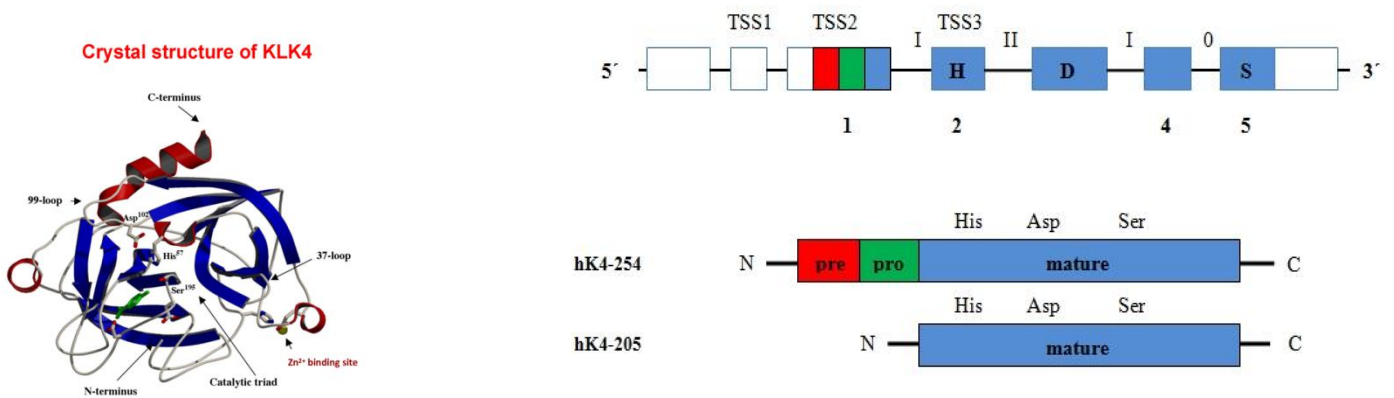 Crystal structure of KLK4
C-terminus
99-loop
Asp102
His57
37-loop
Ser195
Zn2+ binding site
N-terminus
Catalytic triad
TSS1 TSS2 TSS3
I II I 0
5´ H D S 3´
1 2 4 5
His Asp Ser
hK4-254 N pre pro mature C
His Asp Ser
hK4-205 N mature C